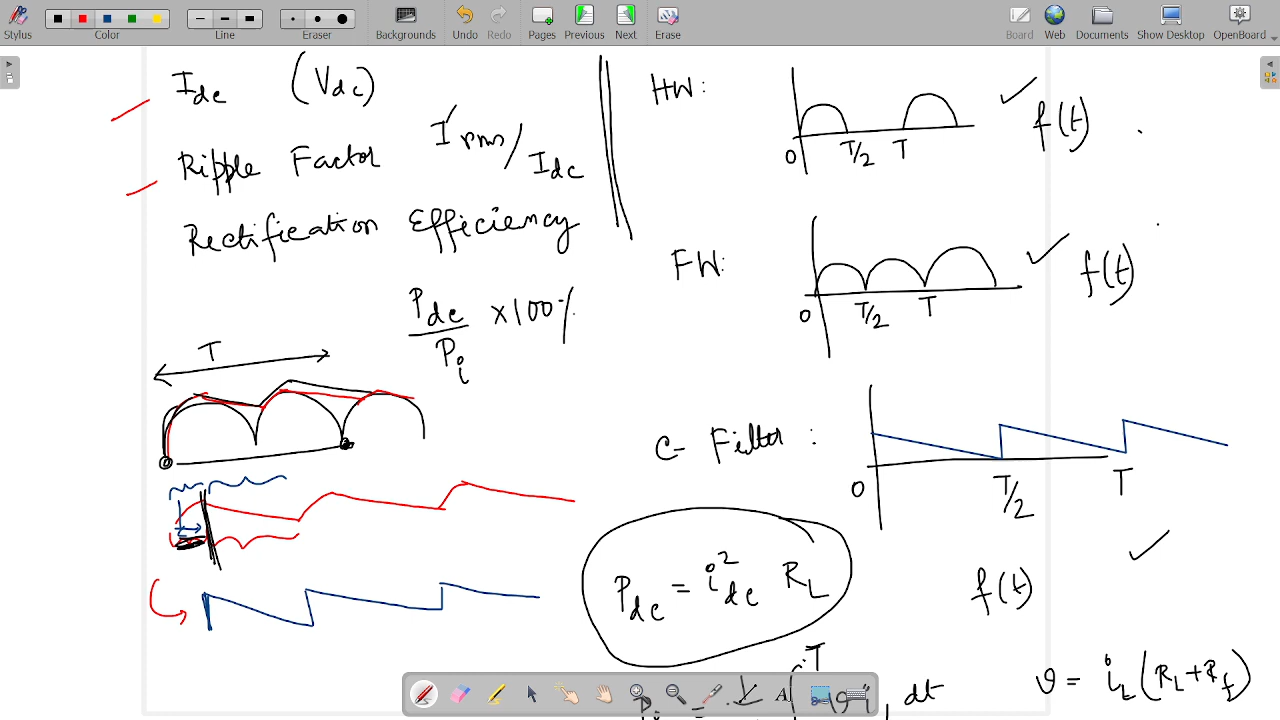 Stylus
Color
Line
Eraser
Backgrounds
Undo
Redo
Pages
Previous
Next
Erase
Board
Web
Documents
Show Desktop
OpenBoard
Idc (Vdc)
Ripple Factor I'rms/Idc
Rectification Efficiency
Pdc/Pi ×100%
T
HW:
0 T/2 T
f(t)
FW:
0 T/2 T
f(t)
C- Filter :
0 T/2 T
f(t)
Pdc = i²dc RL
T
dt
v = iL (RL+Rf)